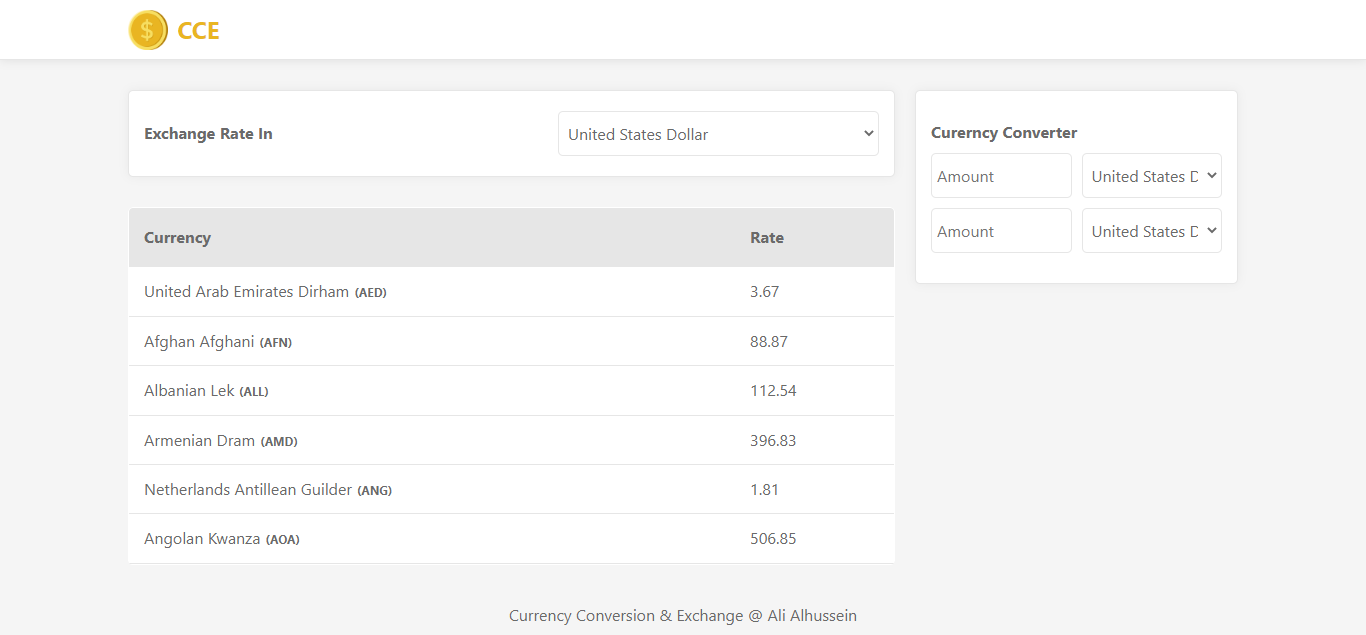 $ CCE
Exchange Rate In
United States Dollar
Currency Rate
United Arab Emirates Dirham (AED) 3.67
Afghan Afghani (AFN) 88.87
Albanian Lek (ALL) 112.54
Armenian Dram (AMD) 396.83
Netherlands Antillean Guilder (ANG) 1.81
Angolan Kwanza (AOA) 506.85
Curerncy Converter
Amount United States D
Amount United States D
Currency Conversion & Exchange @ Ali Alhussein